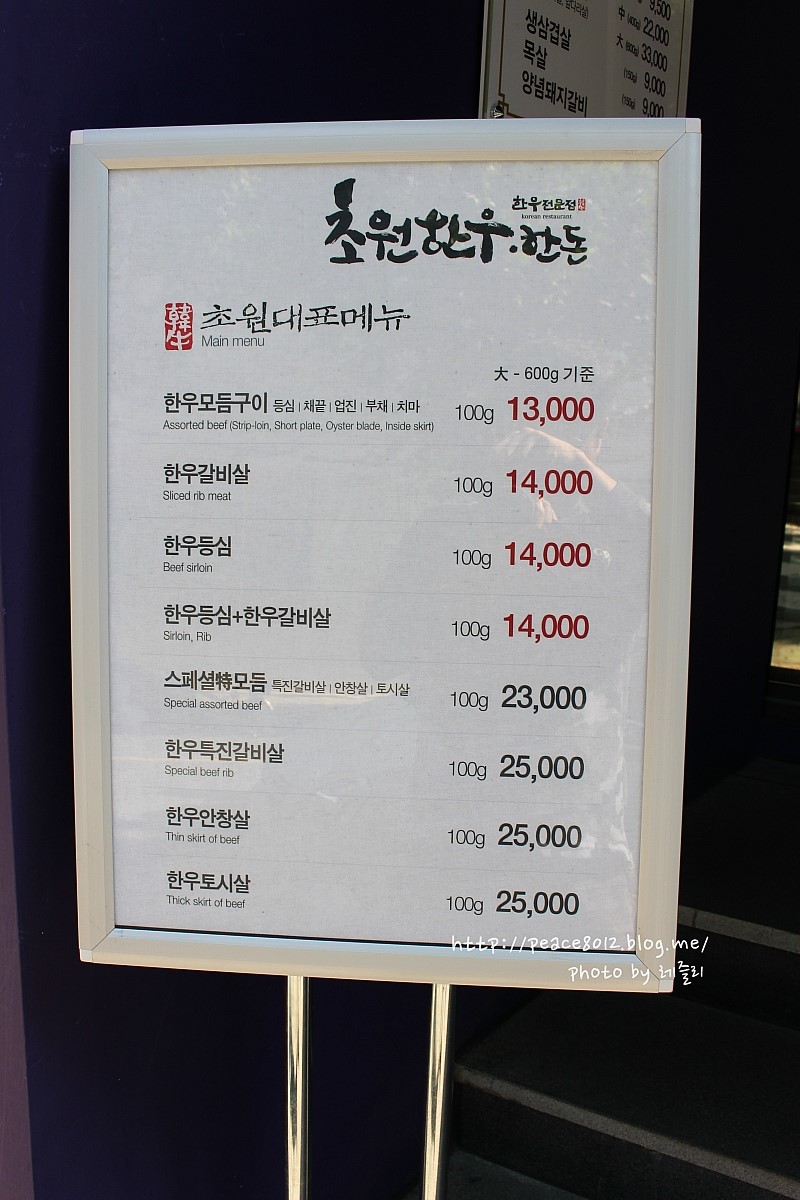 9,500
中 (400g) 22,000
생삼겹살 大 (600g) 33,000
목살 (150g) 9,000
양념돼지갈비 (150g) 9,000
한우전문점
korean restaurant
초원한우·한돈
韓牛 초원대표메뉴
Main menu
大 - 600g 기준
한우모듬구이 등심 | 채끝 | 업진 | 부채 | 치마 100g 13,000
Assorted beef (Strip-loin, Short plate, Oyster blade, Inside skirt)
한우갈비살 100g 14,000
Sliced rib meat
한우등심 100g 14,000
Beef sirloin
한우등심+한우갈비살 100g 14,000
Sirloin, Rib
스페셜特모듬 특진갈비살 | 안창살 | 토시살 100g 23,000
Special assorted beef
한우특진갈비살 100g 25,000
Special beef rib
한우안창살 100g 25,000
Thin skirt of beef
한우토시살 100g 25,000
Thick skirt of beef
http://peace8012.blog.me/
photo by 레즐리